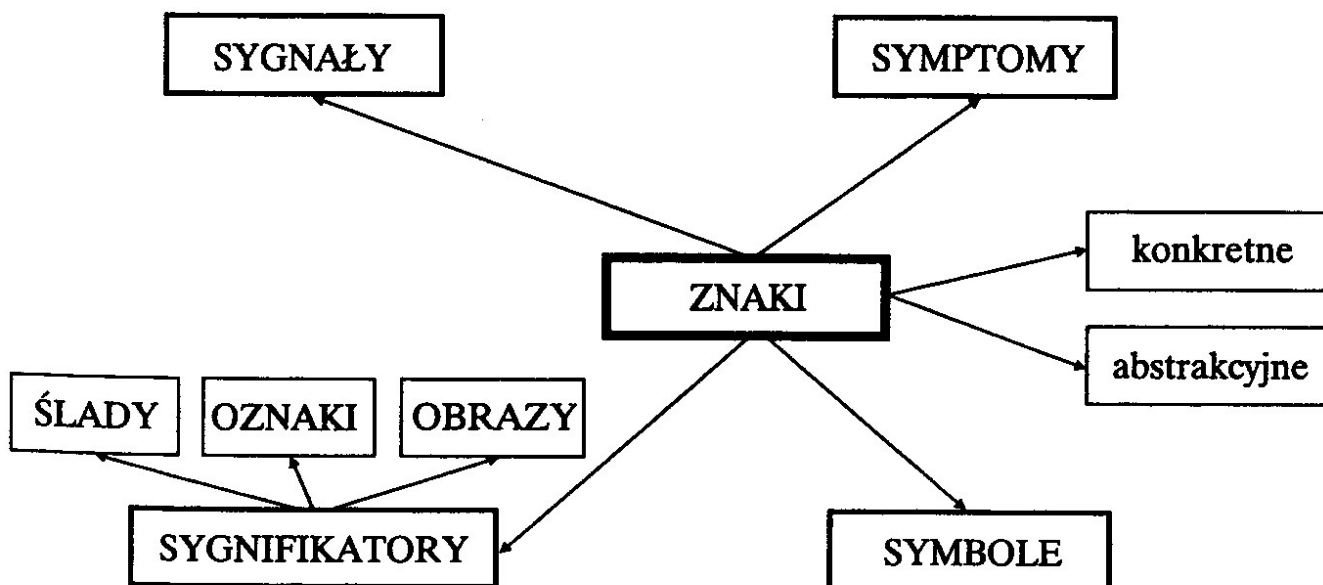 SYGNAŁY
SYMPTOMY
konkretne
ZNAKI
abstrakcyjne
ŚLADY
OZNAKI
OBRAZY
SYGNIFIKATORY
SYMBOLE